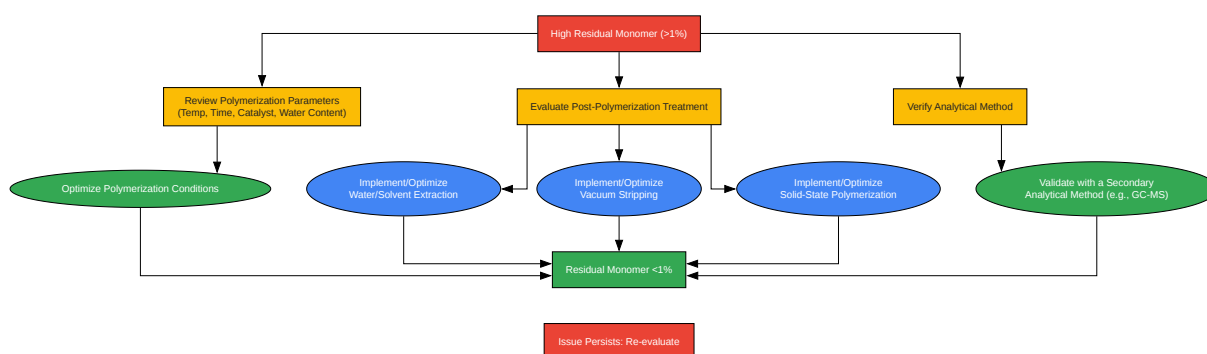 High Residual Monomer (>1%)
Review Polymerization Parameters
(Temp, Time, Catalyst, Water Content)
Evaluate Post-Polymerization Treatment
Verify Analytical Method
Optimize Polymerization Conditions
Implement/Optimize
Water/Solvent Extraction
Implement/Optimize
Vacuum Stripping
Implement/Optimize
Solid-State Polymerization
Validate with a Secondary
Analytical Method (e.g., GC-MS)
Residual Monomer <1%
Issue Persists: Re-evaluate